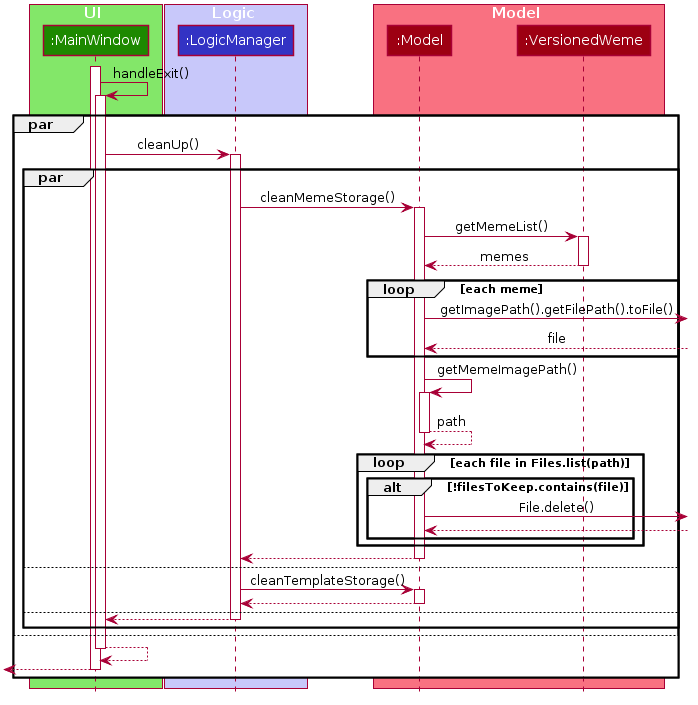 UI
Logic
Model
:MainWindow
:LogicManager
:Model
:VersionedWeme
handleExit()
par
cleanUp()
par
cleanMemeStorage()
getMemeList()
memes
loop [each meme]
getImagePath().getFilePath().toFile()
file
getMemeImagePath()
path
loop [each file in Files.list(path)]
alt [!filesToKeep.contains(file)]
File.delete()
cleanTemplateStorage()